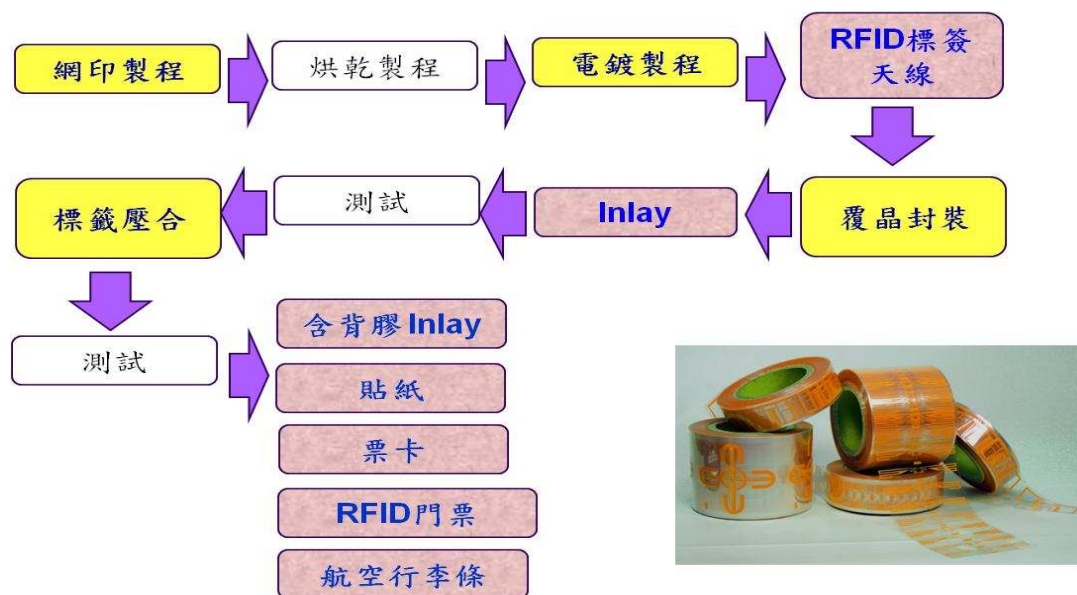 網印製程
烘乾製程
電鍍製程
RFID標簽
天線
覆晶封裝
Inlay
測試
標籤壓合
測試
含背膠Inlay
貼紙
票卡
RFID門票
航空行李條